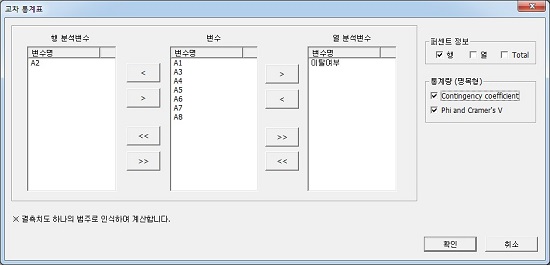 교차 통계표
행 분석변수
변수
열 분석변수
변수명
변수명
변수명
A2
A1
A3
A4
A5
A6
A7
A8
이탈여부
<
>
<<
>>
>
<
>>
<<
퍼센트 정보
행
열
Total
통계량 (명목형)
Contingency coefficient
Phi and Cramer's V
※ 결측치도 하나의 범주로 인식하여 계산합니다.
확인
취소